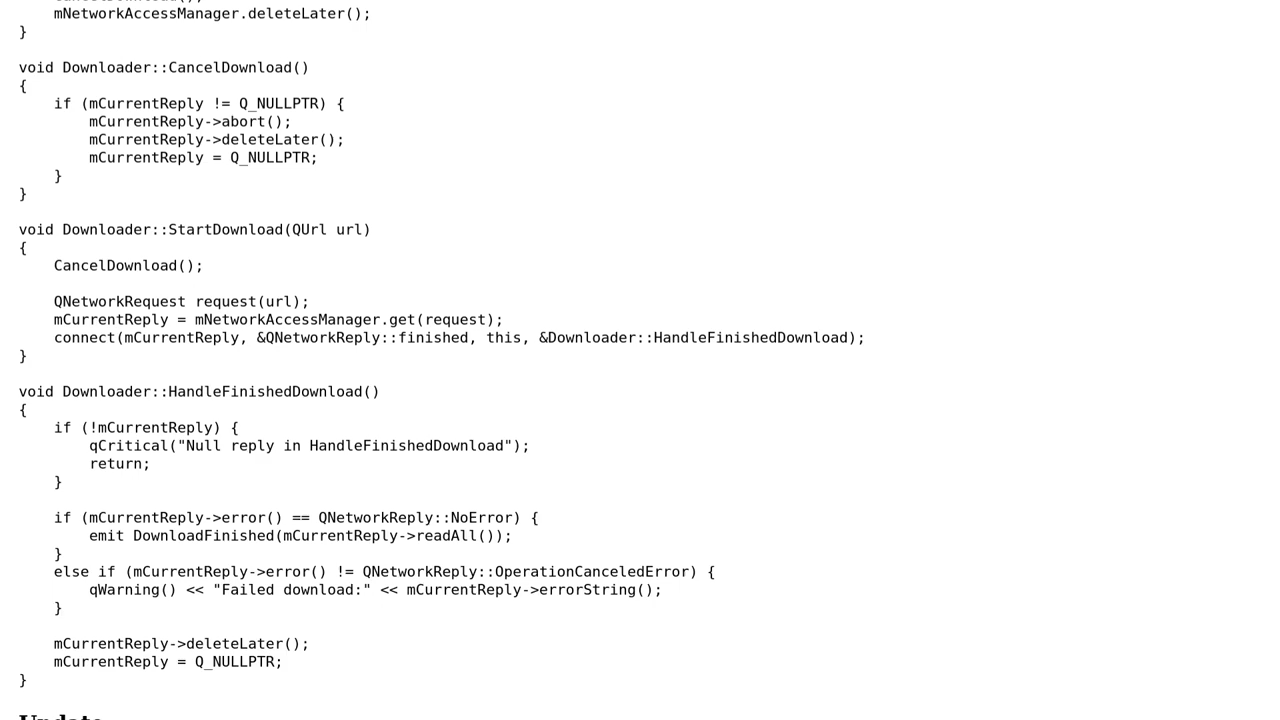 mNetworkAccessManager.deleteLater();
}
void Downloader::CancelDownload()
{
if (mCurrentReply != Q_NULLPTR) {
mCurrentReply->abort();
mCurrentReply->deleteLater();
mCurrentReply = Q_NULLPTR;
}
}
void Downloader::StartDownload(QUrl url)
{
CancelDownload();
QNetworkRequest request(url);
mCurrentReply = mNetworkAccessManager.get(request);
connect(mCurrentReply, &QNetworkReply::finished, this, &Downloader::HandleFinishedDownload);
}
void Downloader::HandleFinishedDownload()
{
if (!mCurrentReply) {
qCritical("Null reply in HandleFinishedDownload");
return;
}
if (mCurrentReply->error() == QNetworkReply::NoError) {
emit DownloadFinished(mCurrentReply->readAll());
}
else if (mCurrentReply->error() != QNetworkReply::OperationCanceledError) {
qWarning() << "Failed download:" << mCurrentReply->errorString();
}
mCurrentReply->deleteLater();
mCurrentReply = Q_NULLPTR;
}